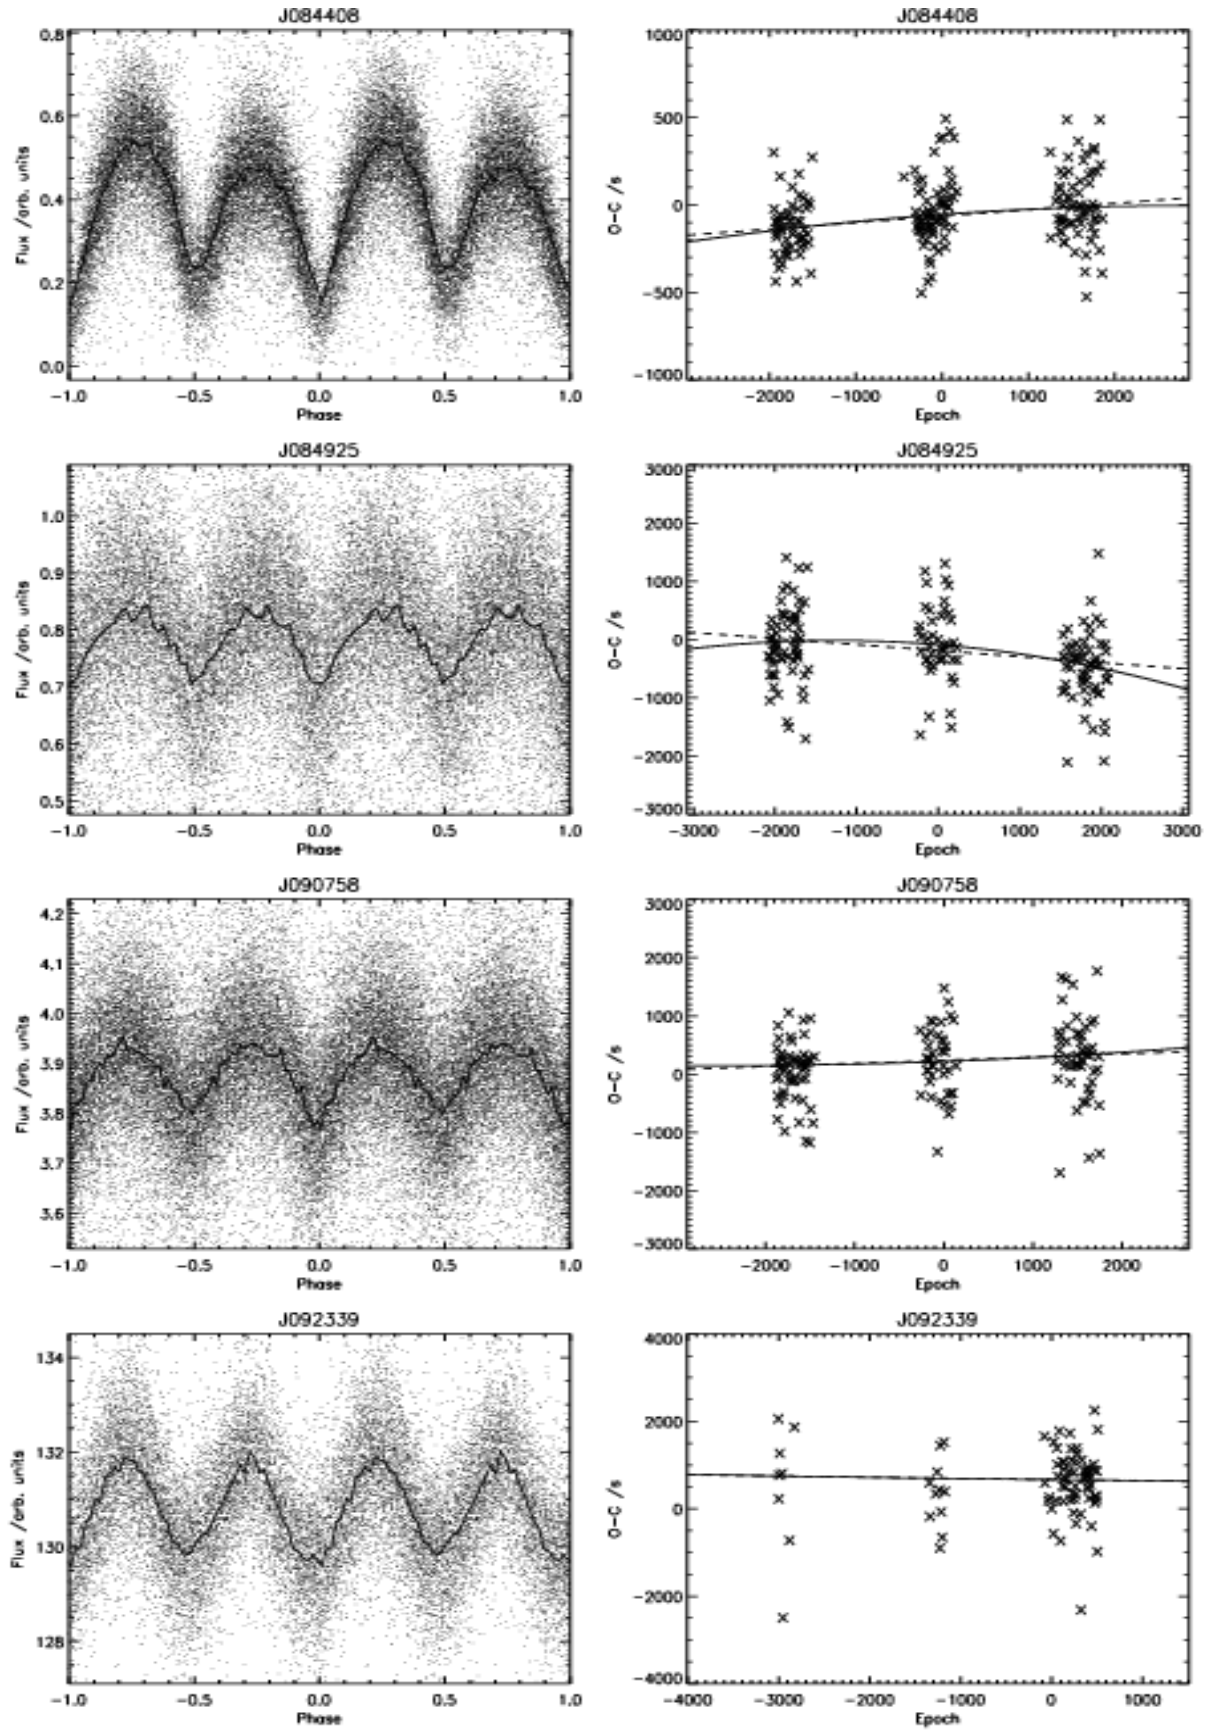 J084408
J084408
0.8
0.6
0.4
0.2
0.0
Flux /arb. units
-1.0 -0.5 0.0 0.5 1.0
Phase
1000
500
0
-500
-1000
O-C /s
-2000 -1000 0 1000 2000
Epoch
J084925
J084925
1.0
0.9
0.8
0.7
0.6
0.5
Flux /arb. units
-1.0 -0.5 0.0 0.5 1.0
Phase
3000
2000
1000
0
-1000
-2000
-3000
O-C /s
-3000 -2000 -1000 0 1000 2000 3000
Epoch
J090758
J090758
4.2
4.1
4.0
3.9
3.8
3.7
3.6
Flux /arb. units
-1.0 -0.5 0.0 0.5 1.0
Phase
3000
2000
1000
0
-1000
-2000
-3000
O-C /s
-2000 -1000 0 1000 2000
Epoch
J092339
J092339
134
132
130
128
Flux /arb. units
-1.0 -0.5 0.0 0.5 1.0
Phase
4000
2000
0
-2000
-4000
O-C /s
-4000 -3000 -2000 -1000 0 1000
Epoch